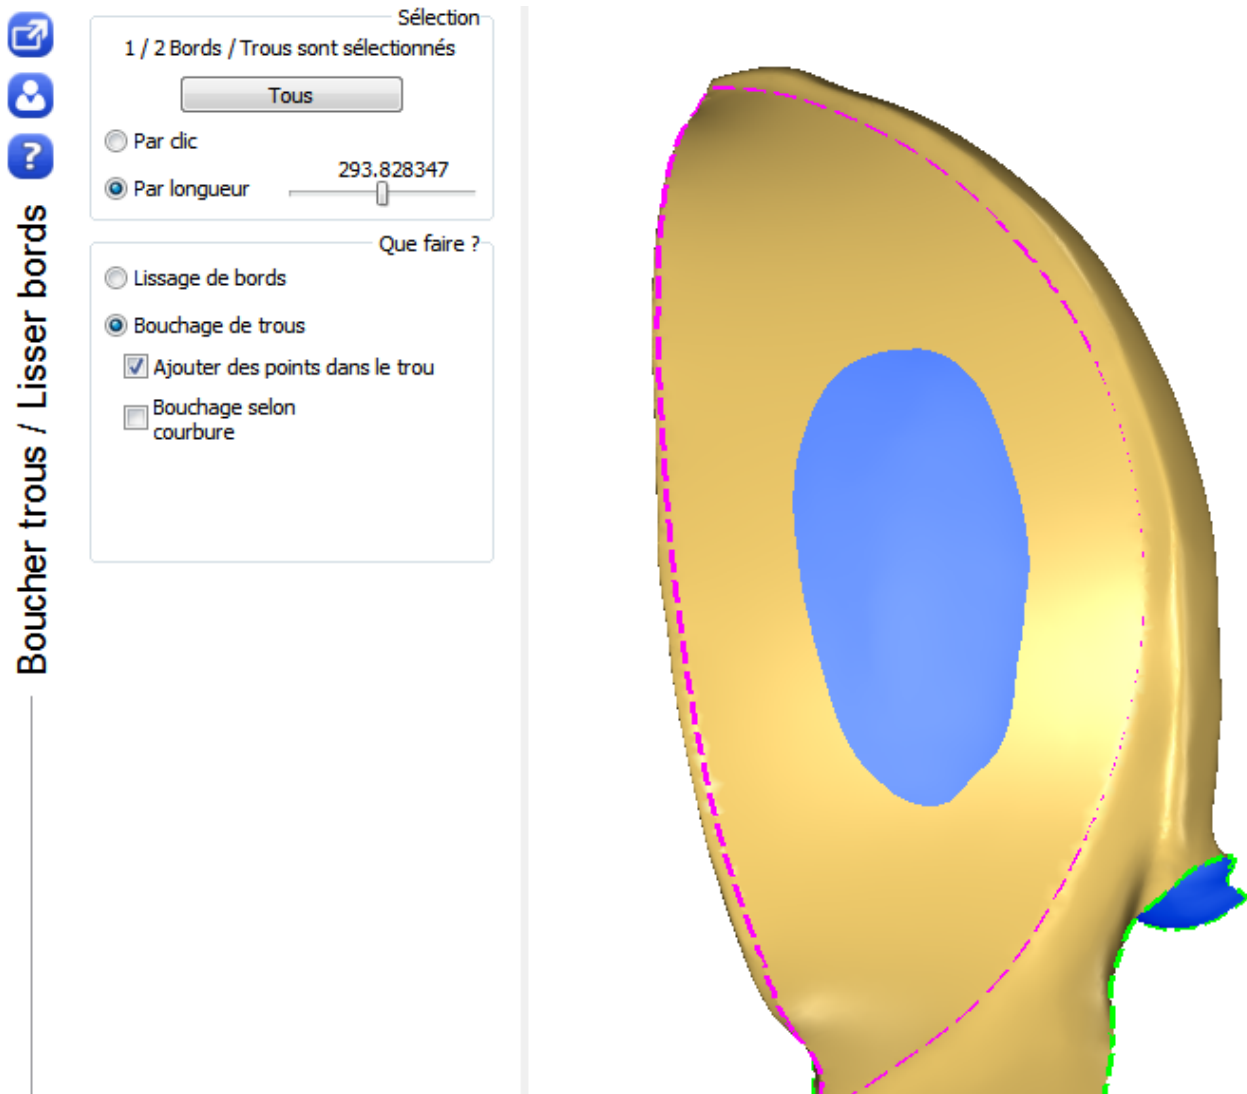 Sélection
1 / 2 Bords / Trous sont sélectionnés
Tous
Par clic
293.828347
Par longueur
Que faire ?
Lissage de bords
Bouchage de trous
Ajouter des points dans le trou
Bouchage selon
courbure
?
Boucher trous / Lisser bords